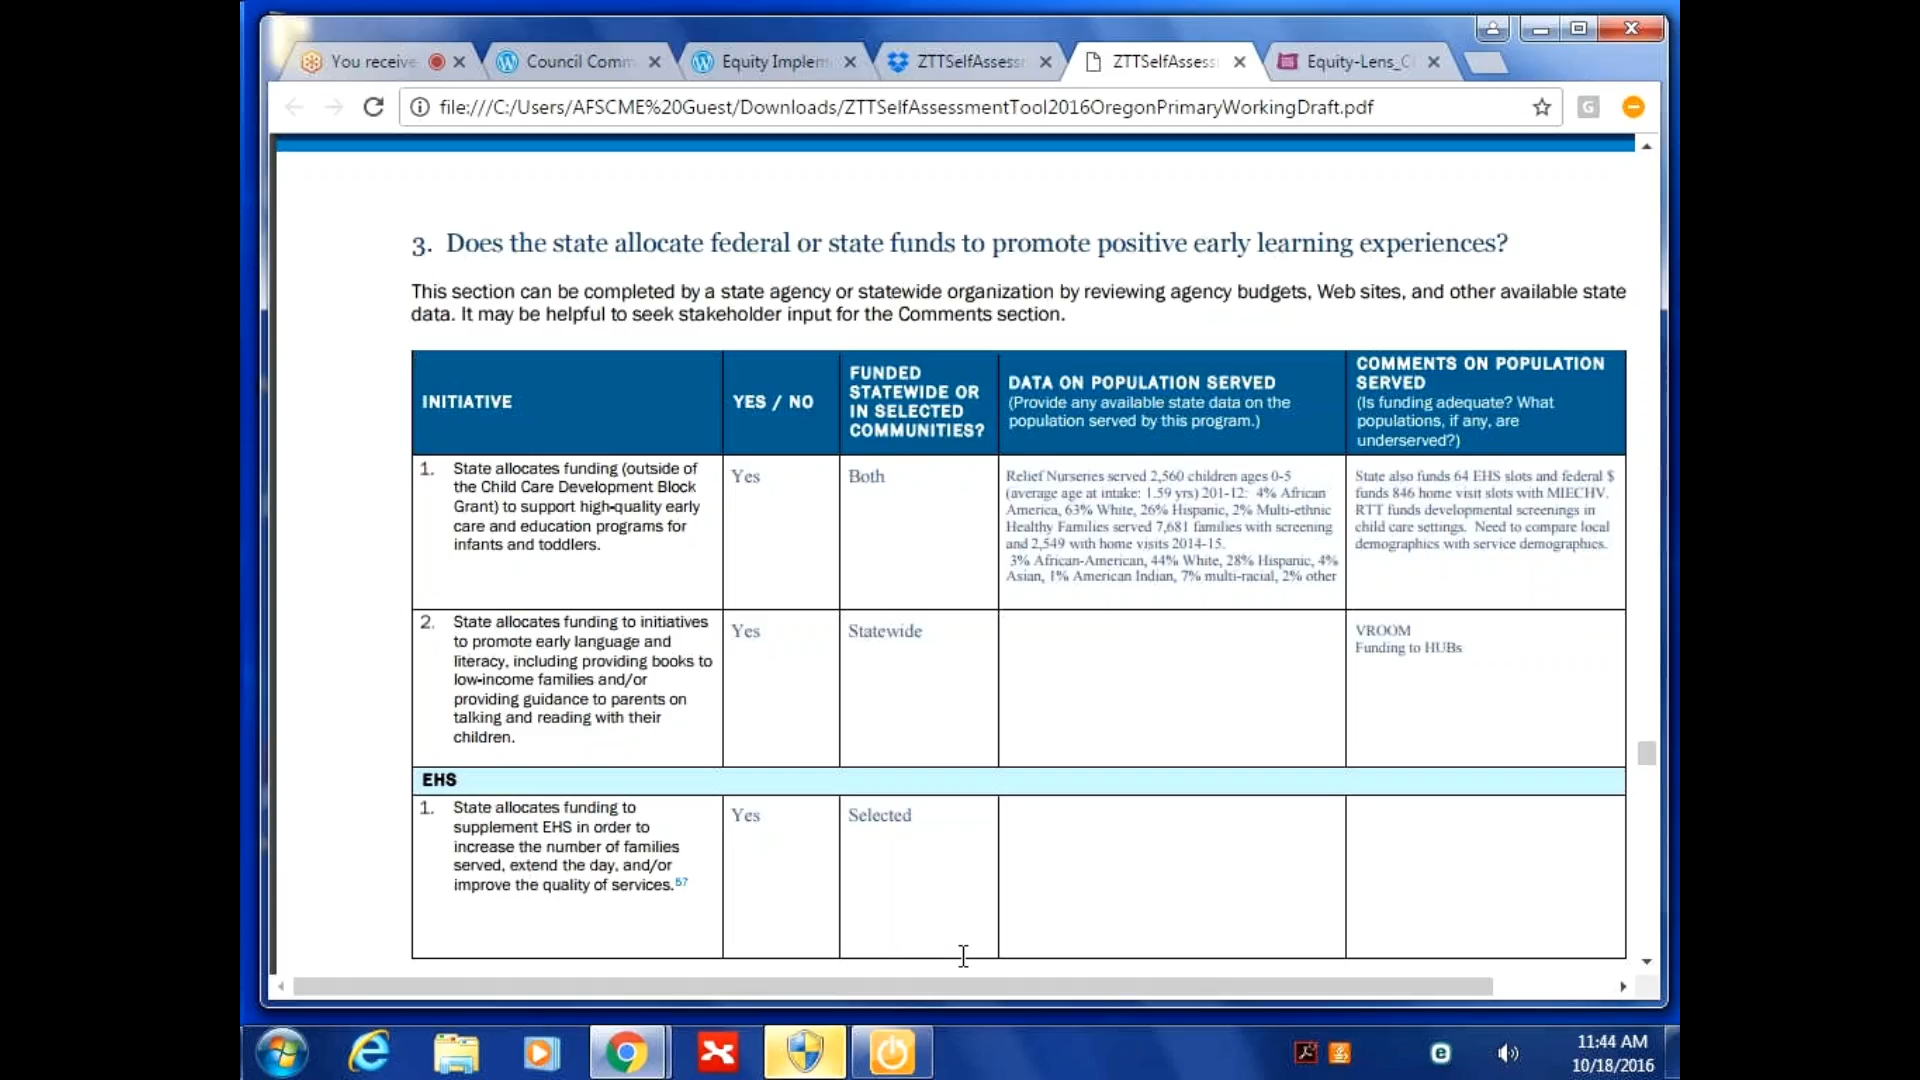 You receive
Council Comm
Equity Implem
ZTTSelfAssess
ZTTSelfAssess
Equity-Lens_C
file:///C:/Users/AFSCME%20Guest/Downloads/ZTTSelfAssessmentTool2016OregonPrimaryWorkingDraft.pdf
G
3. Does the state allocate federal or state funds to promote positive early learning experiences?
This section can be completed by a state agency or statewide organization by reviewing agency budgets, Web sites, and other available state
data. It may be helpful to seek stakeholder input for the Comments section.
INITIATIVE
YES / NO
FUNDED
STATEWIDE OR
IN SELECTED
COMMUNITIES?
DATA ON POPULATION SERVED
(Provide any available state data on the
population served by this program.)
COMMENTS ON POPULATION
SERVED
(Is funding adequate? What
populations, if any, are
underserved?)
1. State allocates funding (outside of
the Child Care Development Block
Grant) to support high-quality early
care and education programs for
infants and toddlers.
Yes
Both
Relief Nurseries served 2,560 children ages 0-5
(average age at intake: 1.59 yrs) 201-12: 4% African
America, 63% White, 26% Hispanic, 2% Multi-ethnic
Healthy Families served 7,681 families with screening
and 2,549 with home visits 2014-15.
3% African-American, 44% White, 28% Hispanic, 4%
Asian, 1% American Indian, 7% multi-racial, 2% other
State also funds 64 EHS slots and federal $
funds 846 home visit slots with MIECHV.
RTT funds developmental screenings in
child care settings. Need to compare local
demographics with service demographics.
2. State allocates funding to initiatives
to promote early language and
literacy, including providing books to
low-income families and/or
providing guidance to parents on
talking and reading with their
children.
Yes
Statewide
VROOM
Funding to HUBs
EHS
1. State allocates funding to
supplement EHS in order to
increase the number of families
served, extend the day, and/or
improve the quality of services.57
Yes
Selected
11:44 AM
10/18/2016